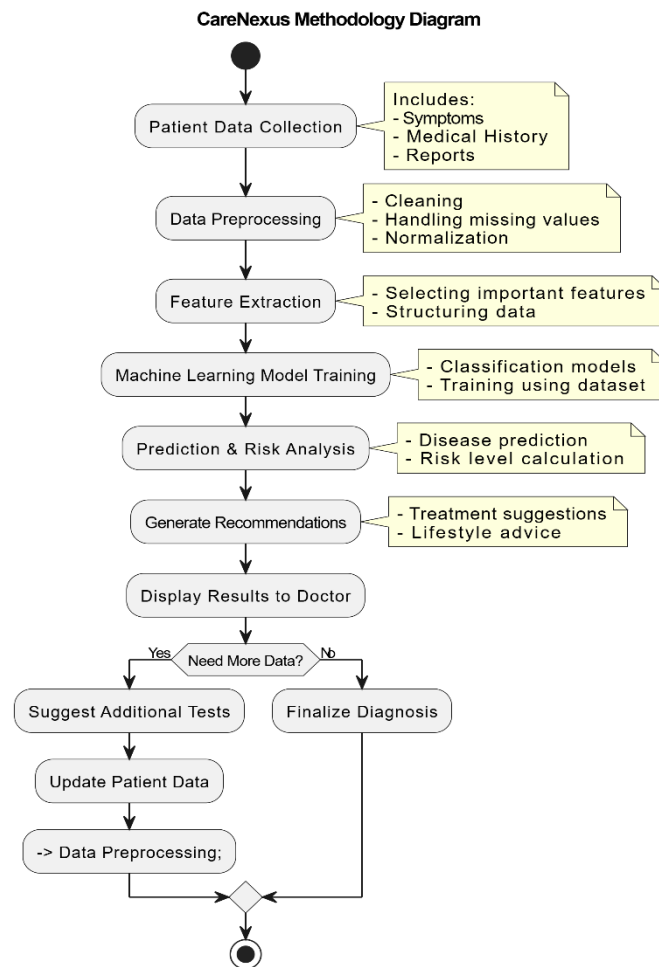 CareNexus Methodology Diagram
Patient Data Collection
Includes:
- Symptoms
- Medical History
- Reports
Data Preprocessing
- Cleaning
- Handling missing values
- Normalization
Feature Extraction
- Selecting important features
- Structuring data
Machine Learning Model Training
- Classification models
- Training using dataset
Prediction & Risk Analysis
- Disease prediction
- Risk level calculation
Generate Recommendations
- Treatment suggestions
- Lifestyle advice
Display Results to Doctor
Need More Data?
Yes
No
Suggest Additional Tests
Finalize Diagnosis
Update Patient Data
-> Data Preprocessing;